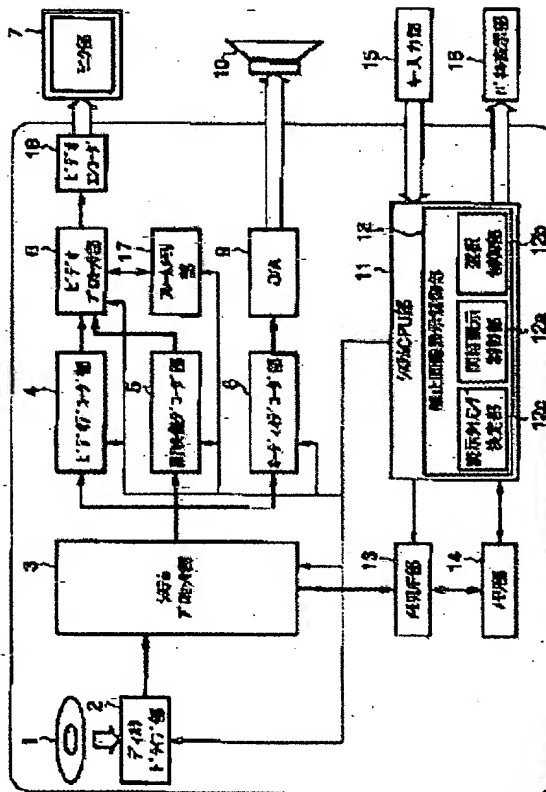 1
2
ディスク
ドライブ部
3
システム
プロセッサ部
4
ビデオデコーダ部
5
副映像デコーダ部
6
オーディオデコーダ部
ビデオ
プロセッサ部
17
18
ビデオ
エンコーダ
7
9
D/A
10
11
システムCPU部
12
静止画像表示制御部
決定部
12c
制御部
12a
選択
制御部
12b
13
14
メモリ部
15
キー入力部
16
パネル表示部